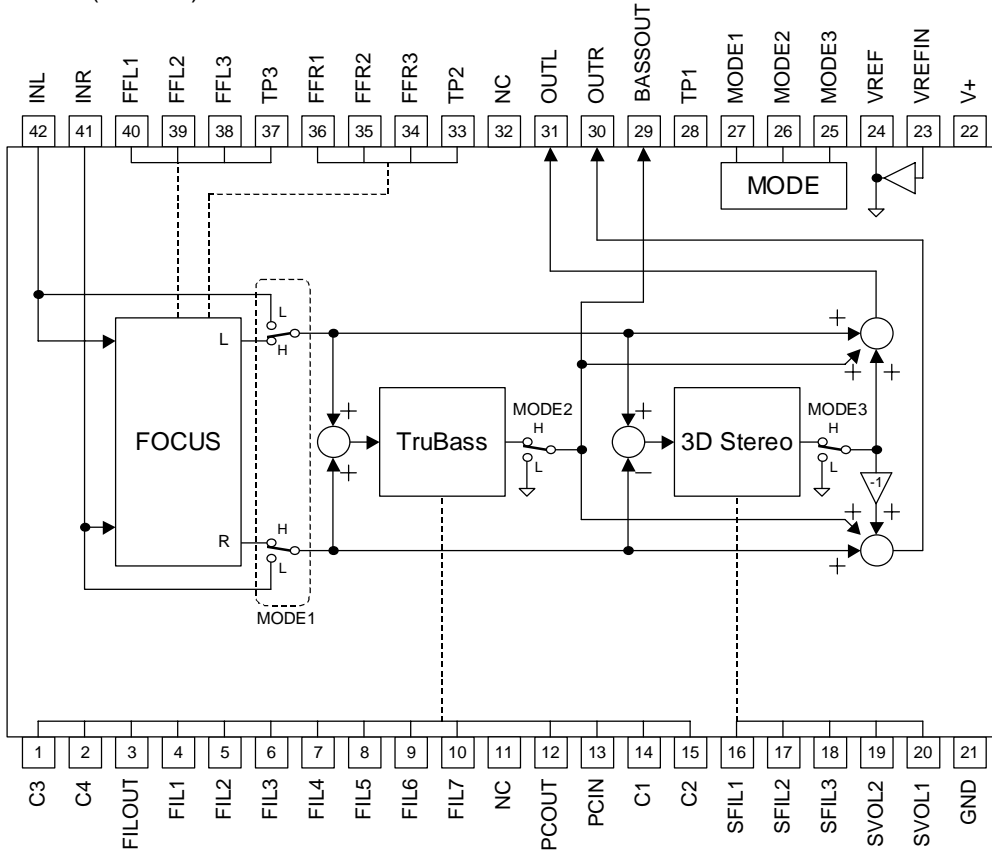 INL
INR
FFL1
FFL2
FFL3
TP3
FFR1
FFR2
FFR3
TP2
NC
OUTL
OUTR
BASSOUT
TP1
MODE1
MODE2
MODE3
VREF
VREFIN
V+
42 41 40 39 38 37 36 35 34 33 32 31 30 29 28 27 26 25 24 23 22
MODE
L
L
H
+
+
+ +
FOCUS
+
+
TruBass
MODE2
H
L
+
−
3D Stereo
MODE3
H
L
-1
R
H
L
+ +
+
MODE1
1 2 3 4 5 6 7 8 9 10 11 12 13 14 15 16 17 18 19 20 21
C3
C4
FILOUT
FIL1
FIL2
FIL3
FIL4
FIL5
FIL6
FIL7
NC
PCOUT
PCIN
C1
C2
SFIL1
SFIL2
SFIL3
SVOL2
SVOL1
GND